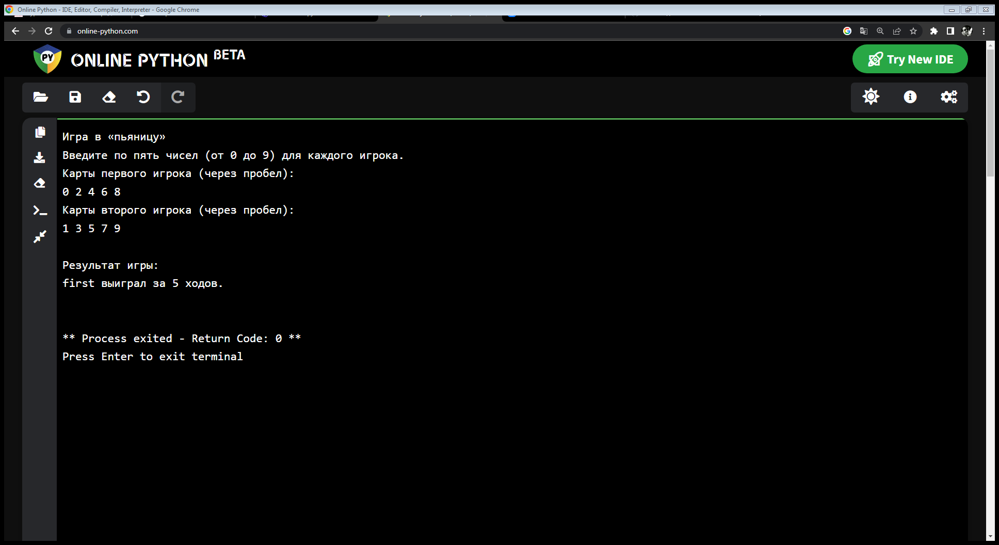 Online Python - IDE, Editor, Compiler, Interpreter - Google Chrome
online-python.com
PY
ONLINE PYTHON BETA
Try New IDE
Игра в «пьяницу»
Введите по пять чисел (от 0 до 9) для каждого игрока.
Карты первого игрока (через пробел):
0 2 4 6 8
Карты второго игрока (через пробел):
1 3 5 7 9
Результат игры:
first выиграл за 5 ходов.
** Process exited - Return Code: 0 **
Press Enter to exit terminal